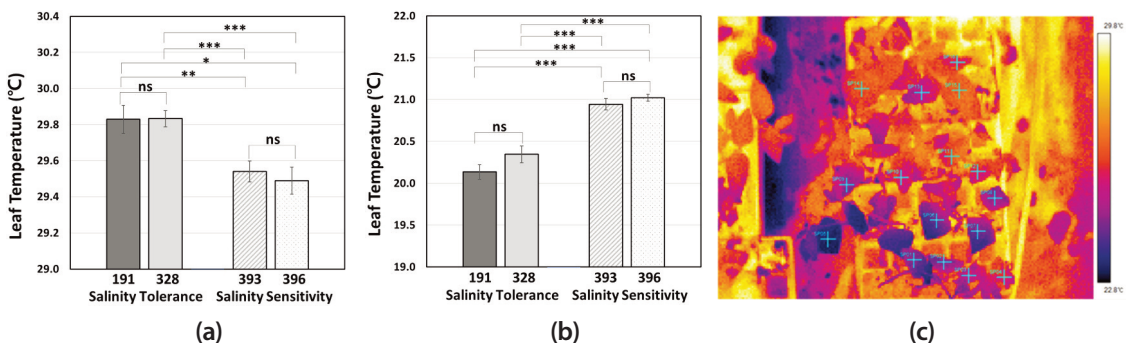 30.4
30.2
30.0
29.8
29.6
29.4
29.2
29.0
Leaf Temperature (℃)
***
***
*
**
ns
ns
191 328 393 396
Salinity Tolerance Salinity Sensitivity
(a)
22.0
21.5
21.0
20.5
20.0
19.5
19.0
Leaf Temperature (℃)
***
***
***
***
ns
ns
191 328 393 396
Salinity Tolerance Salinity Sensitivity
(b)
29.8℃
22.8℃
(c)